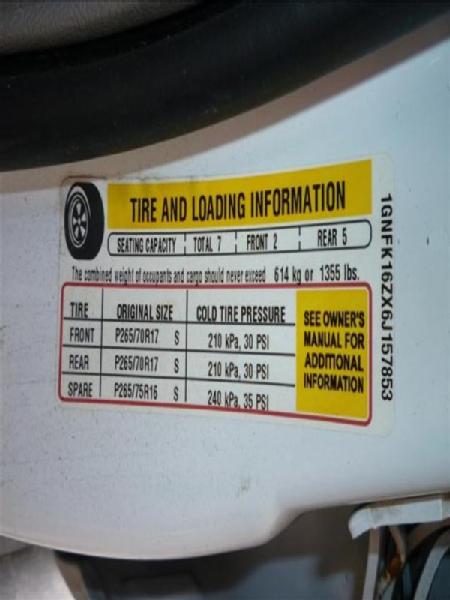 TIRE AND LOADING INFORMATION
SEATING CAPACITY TOTAL 7 FRONT 2 REAR 5
The combined weight of occupants and cargo should never exceed 614 kg or 1355 lbs.
TIRE ORIGINAL SIZE COLD TIRE PRESSURE
FRONT P265/70R17 S 210 kPa, 30 PSI
REAR P265/70R17 S 210 kPa, 30 PSI
SPARE P265/75R16 S 240 kPa, 35 PSI
SEE OWNER'S
MANUAL FOR
ADDITIONAL
INFORMATION
1GNFK16ZX6J157853